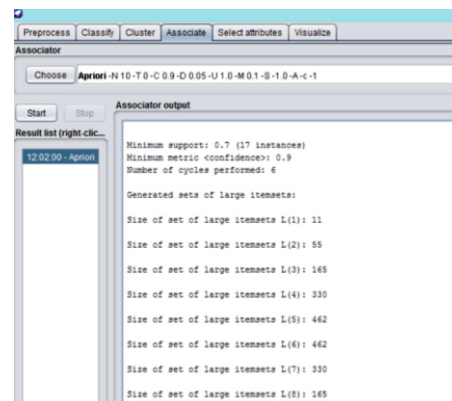 Preprocess Classify Cluster Associate Select attributes Visualize
Associator
Choose Apriori -N 10 -T 0 -C 0.9 -D 0.05 -U 1.0 -M 0.1 -S -1.0 -A -c -1
Start Stop
Associator output
Result list (right-clic...
12:02:00 - Apriori
Minimum support: 0.7 (17 instances)
Minimum metric <confidence>: 0.9
Number of cycles performed: 6
Generated sets of large itemsets:
Size of set of large itemsets L(1): 11
Size of set of large itemsets L(2): 55
Size of set of large itemsets L(3): 165
Size of set of large itemsets L(4): 330
Size of set of large itemsets L(5): 462
Size of set of large itemsets L(6): 462
Size of set of large itemsets L(7): 330
Size of set of large itemsets L(8): 165